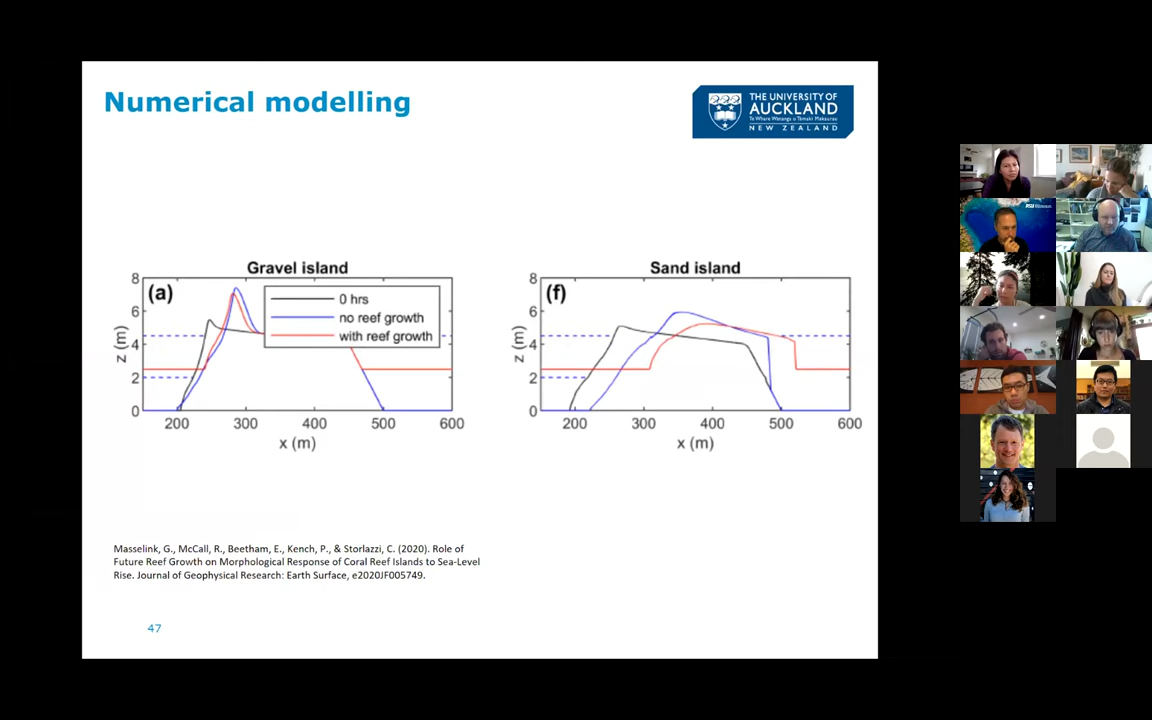 Numerical modelling
THE UNIVERSITY OF
AUCKLAND
Te Whare Wānanga o Tāmaki Makaurau
NEW ZEALAND
Gravel island
(a)
0 hrs
no reef growth
with reef growth
8
6
4
2
0
z (m)
200 300 400 500 600
x (m)
Sand island
(f)
8
6
4
2
0
z (m)
200 300 400 500 600
x (m)
Masselink, G., McCall, R., Beetham, E., Kench, P., & Storlazzi, C. (2020). Role of
Future Reef Growth on Morphological Response of Coral Reef Islands to Sea-Level
Rise. Journal of Geophysical Research: Earth Surface, e2020JF005749.
47